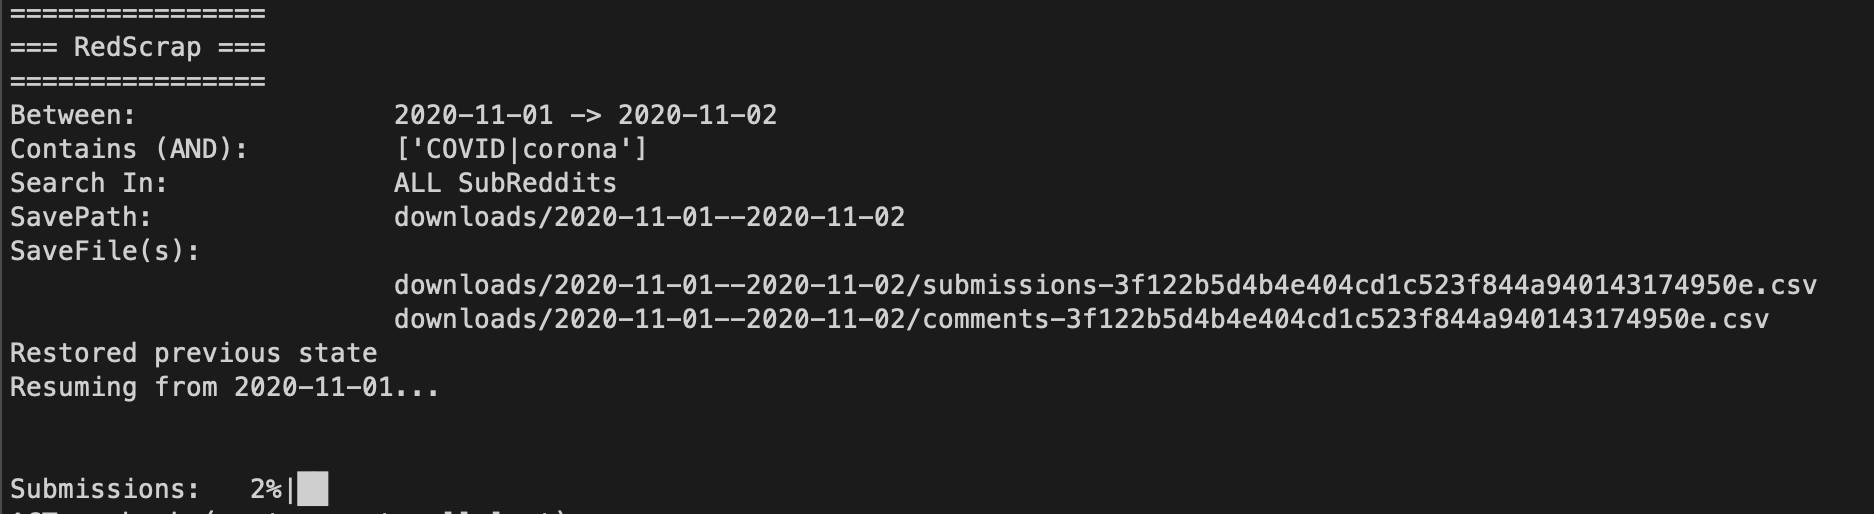 ================
=== RedScrap ===
================
Between: 2020-11-01 -> 2020-11-02
Contains (AND): ['COVID|corona']
Search In: ALL SubReddits
SavePath: downloads/2020-11-01--2020-11-02
SaveFile(s):
downloads/2020-11-01--2020-11-02/submissions-3f122b5d4b4e404cd1c523f844a940143174950e.csv
downloads/2020-11-01--2020-11-02/comments-3f122b5d4b4e404cd1c523f844a940143174950e.csv
Restored previous state
Resuming from 2020-11-01...
Submissions: 2%|